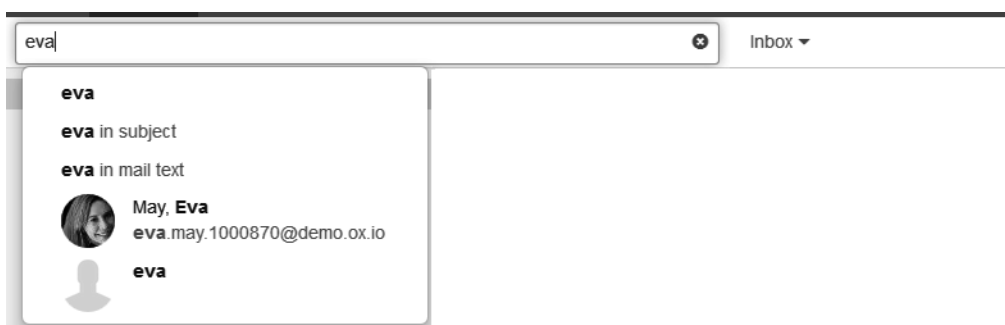 eva
Inbox
eva
eva in subject
eva in mail text
May, Eva
eva.may.1000870@demo.ox.io
eva